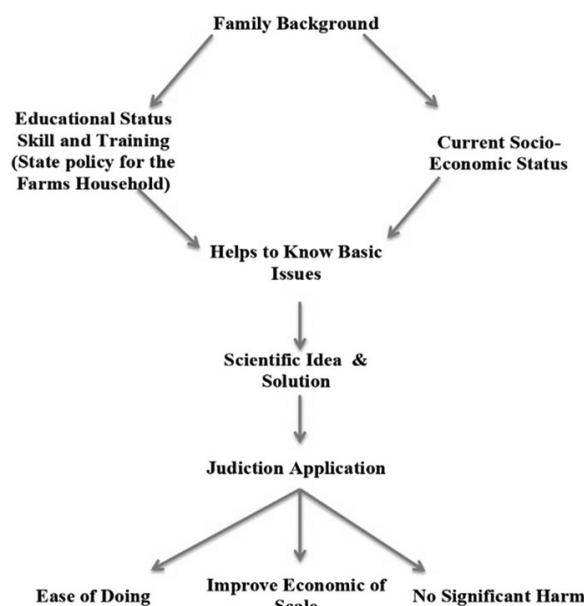 Family Background
Educational Status
Skill and Training
(State policy for the
Farms Household)
Current Socio-
Economic Status
Helps to Know Basic
Issues
Scientific Idea &
Solution
Judiction Application
Ease of Doing
Improve Economic of
Scale
No Significant Harm